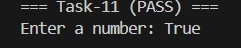 === Task-11 (PASS) ===
Enter a number: True